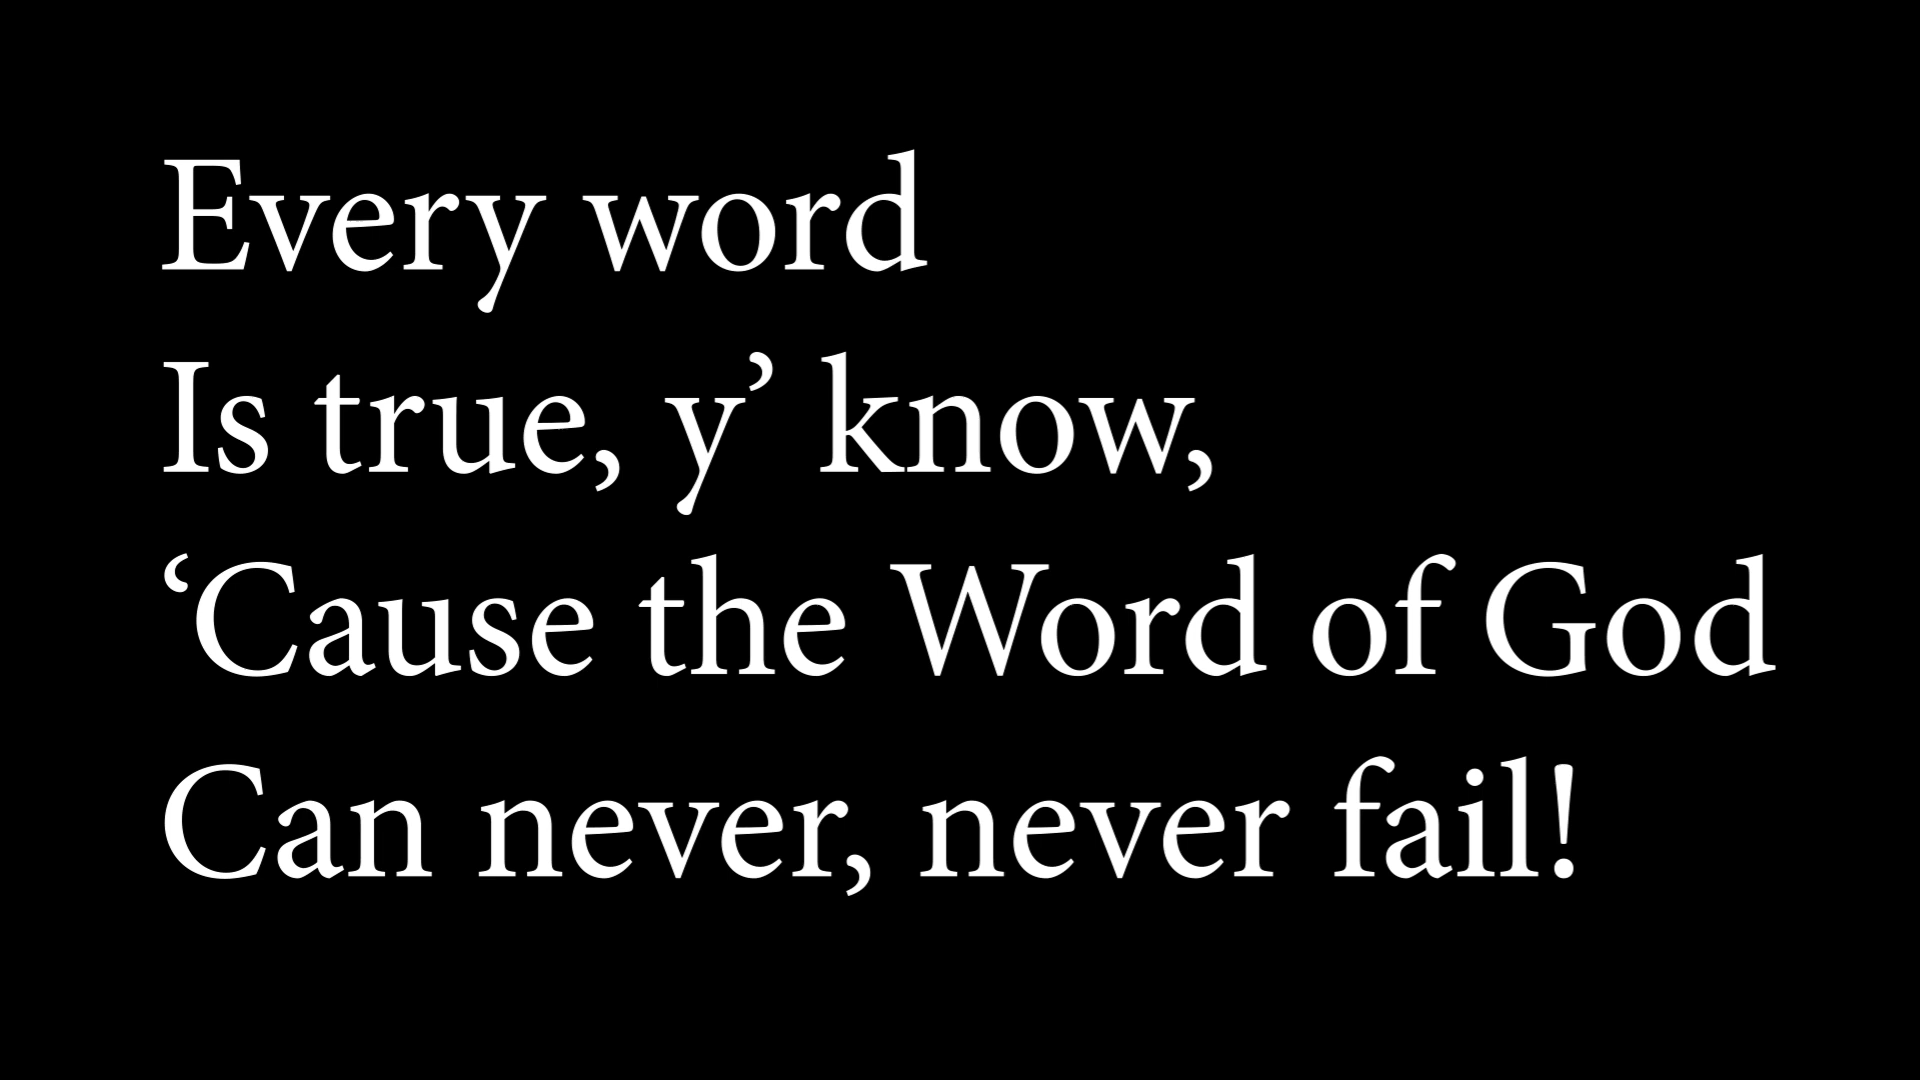 Every word
Is true, y’ know,
‘Cause the Word of God
Can never, never fail!